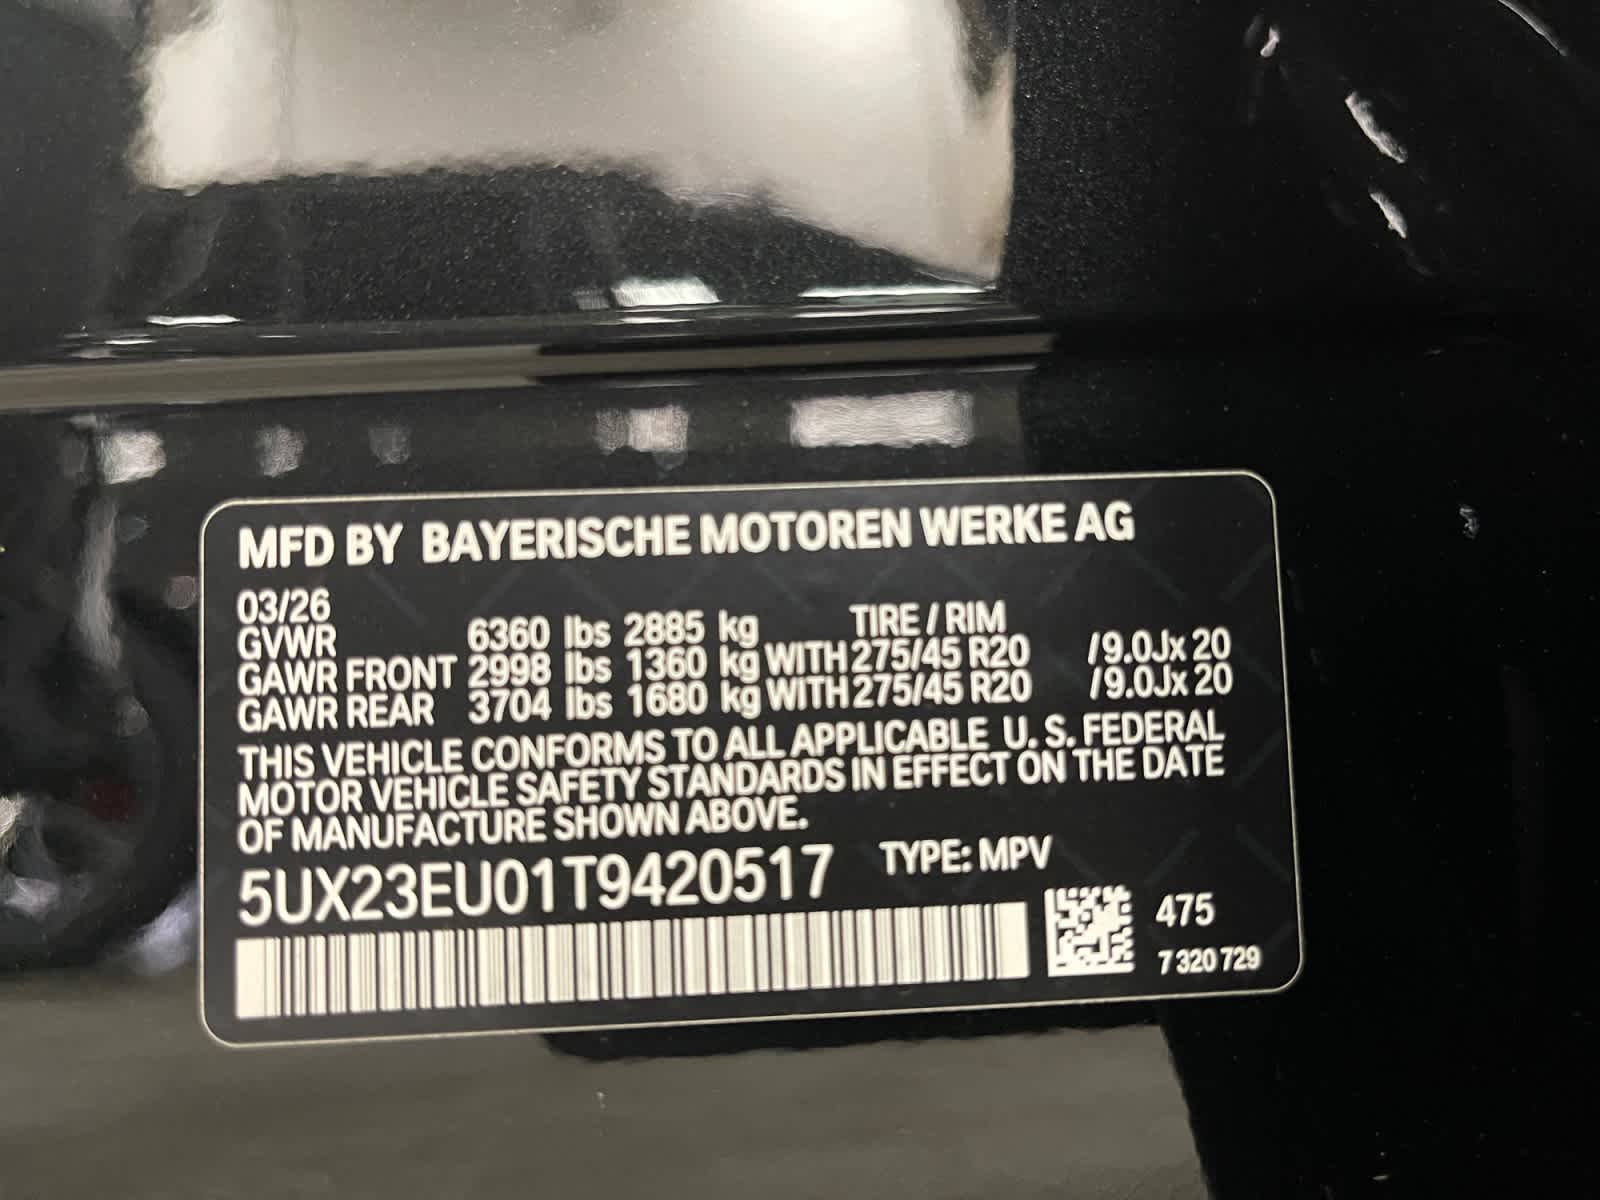 MFD BY BAYERISCHE MOTOREN WERKE AG
03/26
GVWR 6360 lbs 2885 kg TIRE / RIM
GAWR FRONT 2998 lbs 1360 kg WITH 275/45 R20 / 9.0Jx 20
GAWR REAR 3704 lbs 1680 kg WITH 275/45 R20 / 9.0Jx 20
THIS VEHICLE CONFORMS TO ALL APPLICABLE U. S. FEDERAL
MOTOR VEHICLE SAFETY STANDARDS IN EFFECT ON THE DATE
OF MANUFACTURE SHOWN ABOVE.
5UX23EU01T9420517 TYPE: MPV
475
7 320 729